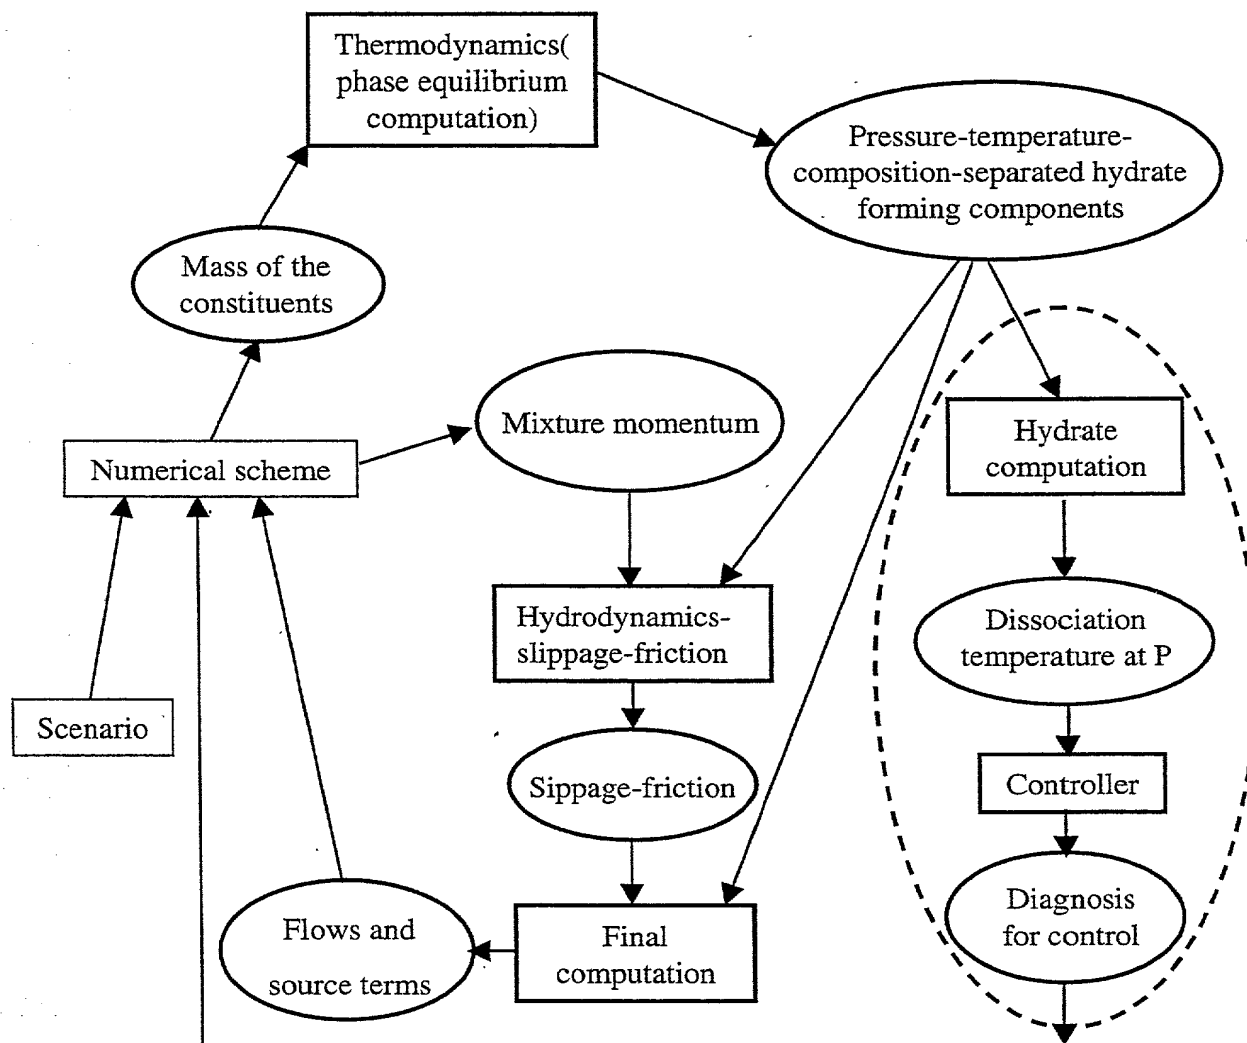 Thermodynamics(
phase equilibrium
computation)
Pressure-temperature-
composition-separated hydrate
forming components
Mass of the
constituents
Mixture momentum
Numerical scheme
Hydrate
computation
Hydrodynamics-
slippage-friction
Dissociation
temperature at P
Scenario
Sippage-friction
Controller
Flows and
source terms
Final
computation
Diagnosis
for control